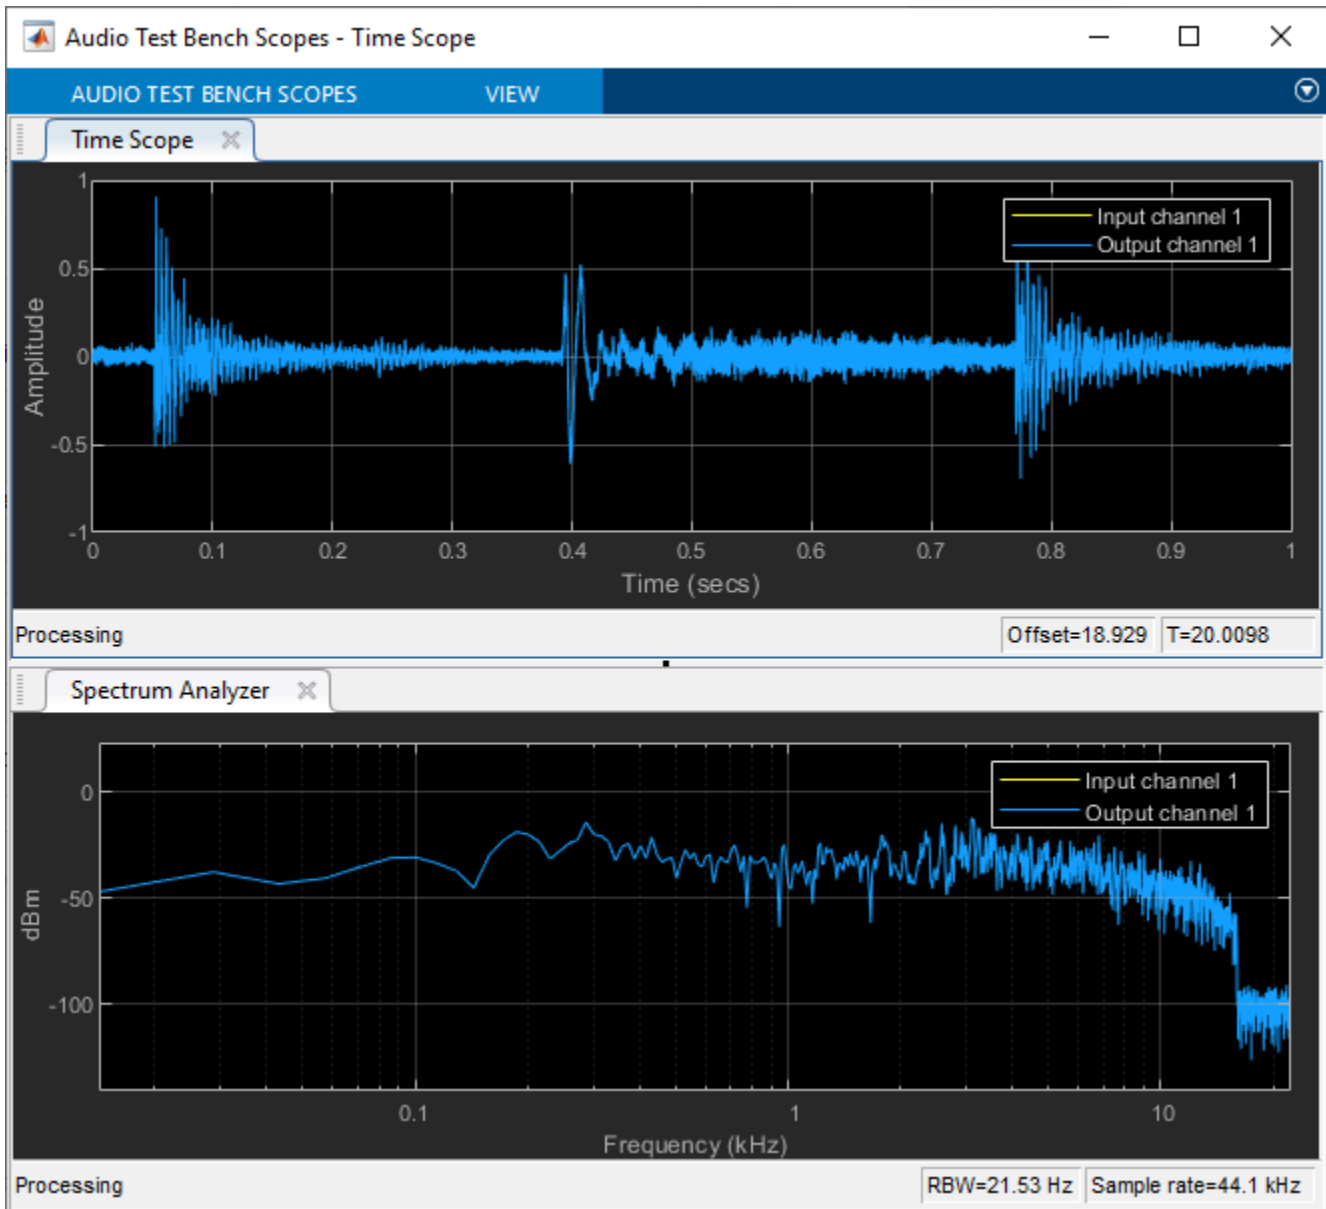 Audio Test Bench Scopes - Time Scope
AUDIO TEST BENCH SCOPES VIEW
Time Scope
1
0.5
0
-0.5
-1
Amplitude
Input channel 1
Output channel 1
0 0.1 0.2 0.3 0.4 0.5 0.6 0.7 0.8 0.9 1
Time (secs)
Processing Offset=18.929 T=20.0098
Spectrum Analyzer
0
-50
-100
dBm
Input channel 1
Output channel 1
0.1 1 10
Frequency (kHz)
Processing RBW=21.53 Hz Sample rate=44.1 kHz